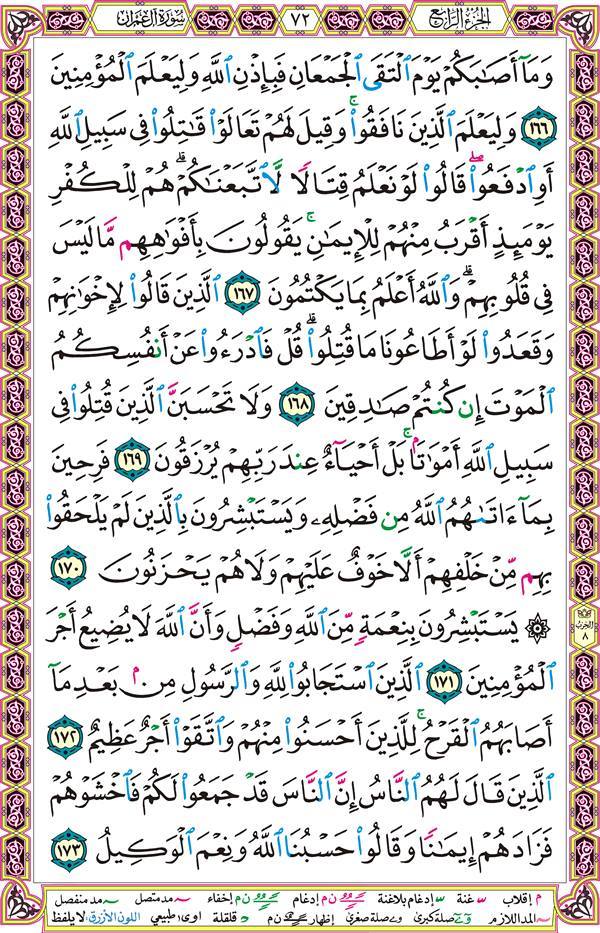 الجزء الرابع
٧٢
سورة آل عمران
وَمَآ أَصَٰبَكُمْ يَوْمَ ٱلْتَقَى ٱلْجَمْعَانِ فَبِإِذْنِ ٱللَّهِ وَلِيَعْلَمَ ٱلْمُؤْمِنِينَ
١٦٦ وَلِيَعْلَمَ ٱلَّذِينَ نَافَقُوا۟ ۚ وَقِيلَ لَهُمْ تَعَالَوْا۟ قَٰتِلُوا۟ فِى سَبِيلِ ٱللَّهِ
أَوِ ٱدْفَعُوا۟ ۖ قَالُوا۟ لَوْ نَعْلَمُ قِتَالًا لَّٱتَّبَعْنَٰكُمْ ۗ هُمْ لِلْكُفْرِ
يَوْمَئِذٍ أَقْرَبُ مِنْهُمْ لِلْإِيمَٰنِ ۚ يَقُولُونَ بِأَفْوَٰهِهِم مَّا لَيْسَ
فِى قُلُوبِهِمْ ۗ وَٱللَّهُ أَعْلَمُ بِمَا يَكْتُمُونَ ١٦٧ ٱلَّذِينَ قَالُوا۟ لِإِخْوَٰنِهِمْ
وَقَعَدُوا۟ لَوْ أَطَاعُونَا مَا قُتِلُوا۟ ۗ قُلْ فَٱدْرَءُوا۟ عَنْ أَنفُسِكُمُ
ٱلْمَوْتَ إِن كُنتُمْ صَٰدِقِينَ ١٦٨ وَلَا تَحْسَبَنَّ ٱلَّذِينَ قُتِلُوا۟ فِى
سَبِيلِ ٱللَّهِ أَمْوَٰتًۢا ۚ بَلْ أَحْيَآءٌ عِندَ رَبِّهِمْ يُرْزَقُونَ ١٦٩ فَرِحِينَ
بِمَآ ءَاتَىٰهُمُ ٱللَّهُ مِن فَضْلِهِۦ وَيَسْتَبْشِرُونَ بِٱلَّذِينَ لَمْ يَلْحَقُوا۟
بِهِم مِّنْ خَلْفِهِمْ أَلَّا خَوْفٌ عَلَيْهِمْ وَلَا هُمْ يَحْزَنُونَ ١٧٠
۞ يَسْتَبْشِرُونَ بِنِعْمَةٍ مِّنَ ٱللَّهِ وَفَضْلٍ وَأَنَّ ٱللَّهَ لَا يُضِيعُ أَجْرَ
ٱلْمُؤْمِنِينَ ١٧١ ٱلَّذِينَ ٱسْتَجَابُوا۟ لِلَّهِ وَٱلرَّسُولِ مِنۢ بَعْدِ مَآ
أَصَابَهُمُ ٱلْقَرْحُ ۚ لِلَّذِينَ أَحْسَنُوا۟ مِنْهُمْ وَٱتَّقَوْا۟ أَجْرٌ عَظِيمٌ ١٧٢
ٱلَّذِينَ قَالَ لَهُمُ ٱلنَّاسُ إِنَّ ٱلنَّاسَ قَدْ جَمَعُوا۟ لَكُمْ فَٱخْشَوْهُمْ
فَزَادَهُمْ إِيمَٰنًا وَقَالُوا۟ حَسْبُنَا ٱللَّهُ وَنِعْمَ ٱلْوَكِيلُ ١٧٣
الحزب
٨
م إقلاب غنة إدغام بلاغنة ن م إدغام ن م إخفاء مد متصل مد منفصل
المد اللازم صلة كبرى صلة صغرى إظهار ن م قلقلة اوى: طبيعي اللون الأزرق: لا يلفظ